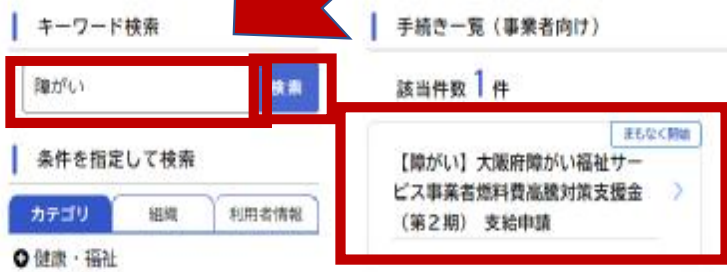 キーワード検索
障がい
検索
条件を指定して検索
カテゴリ
組織
利用者情報
健康・福祉
手続き一覧（事業者向け）
該当件数 1 件
まもなく開始
【障がい】大阪府障がい福祉サー
ビス事業者燃料費高騰対策支援金
（第２期）　支給申請